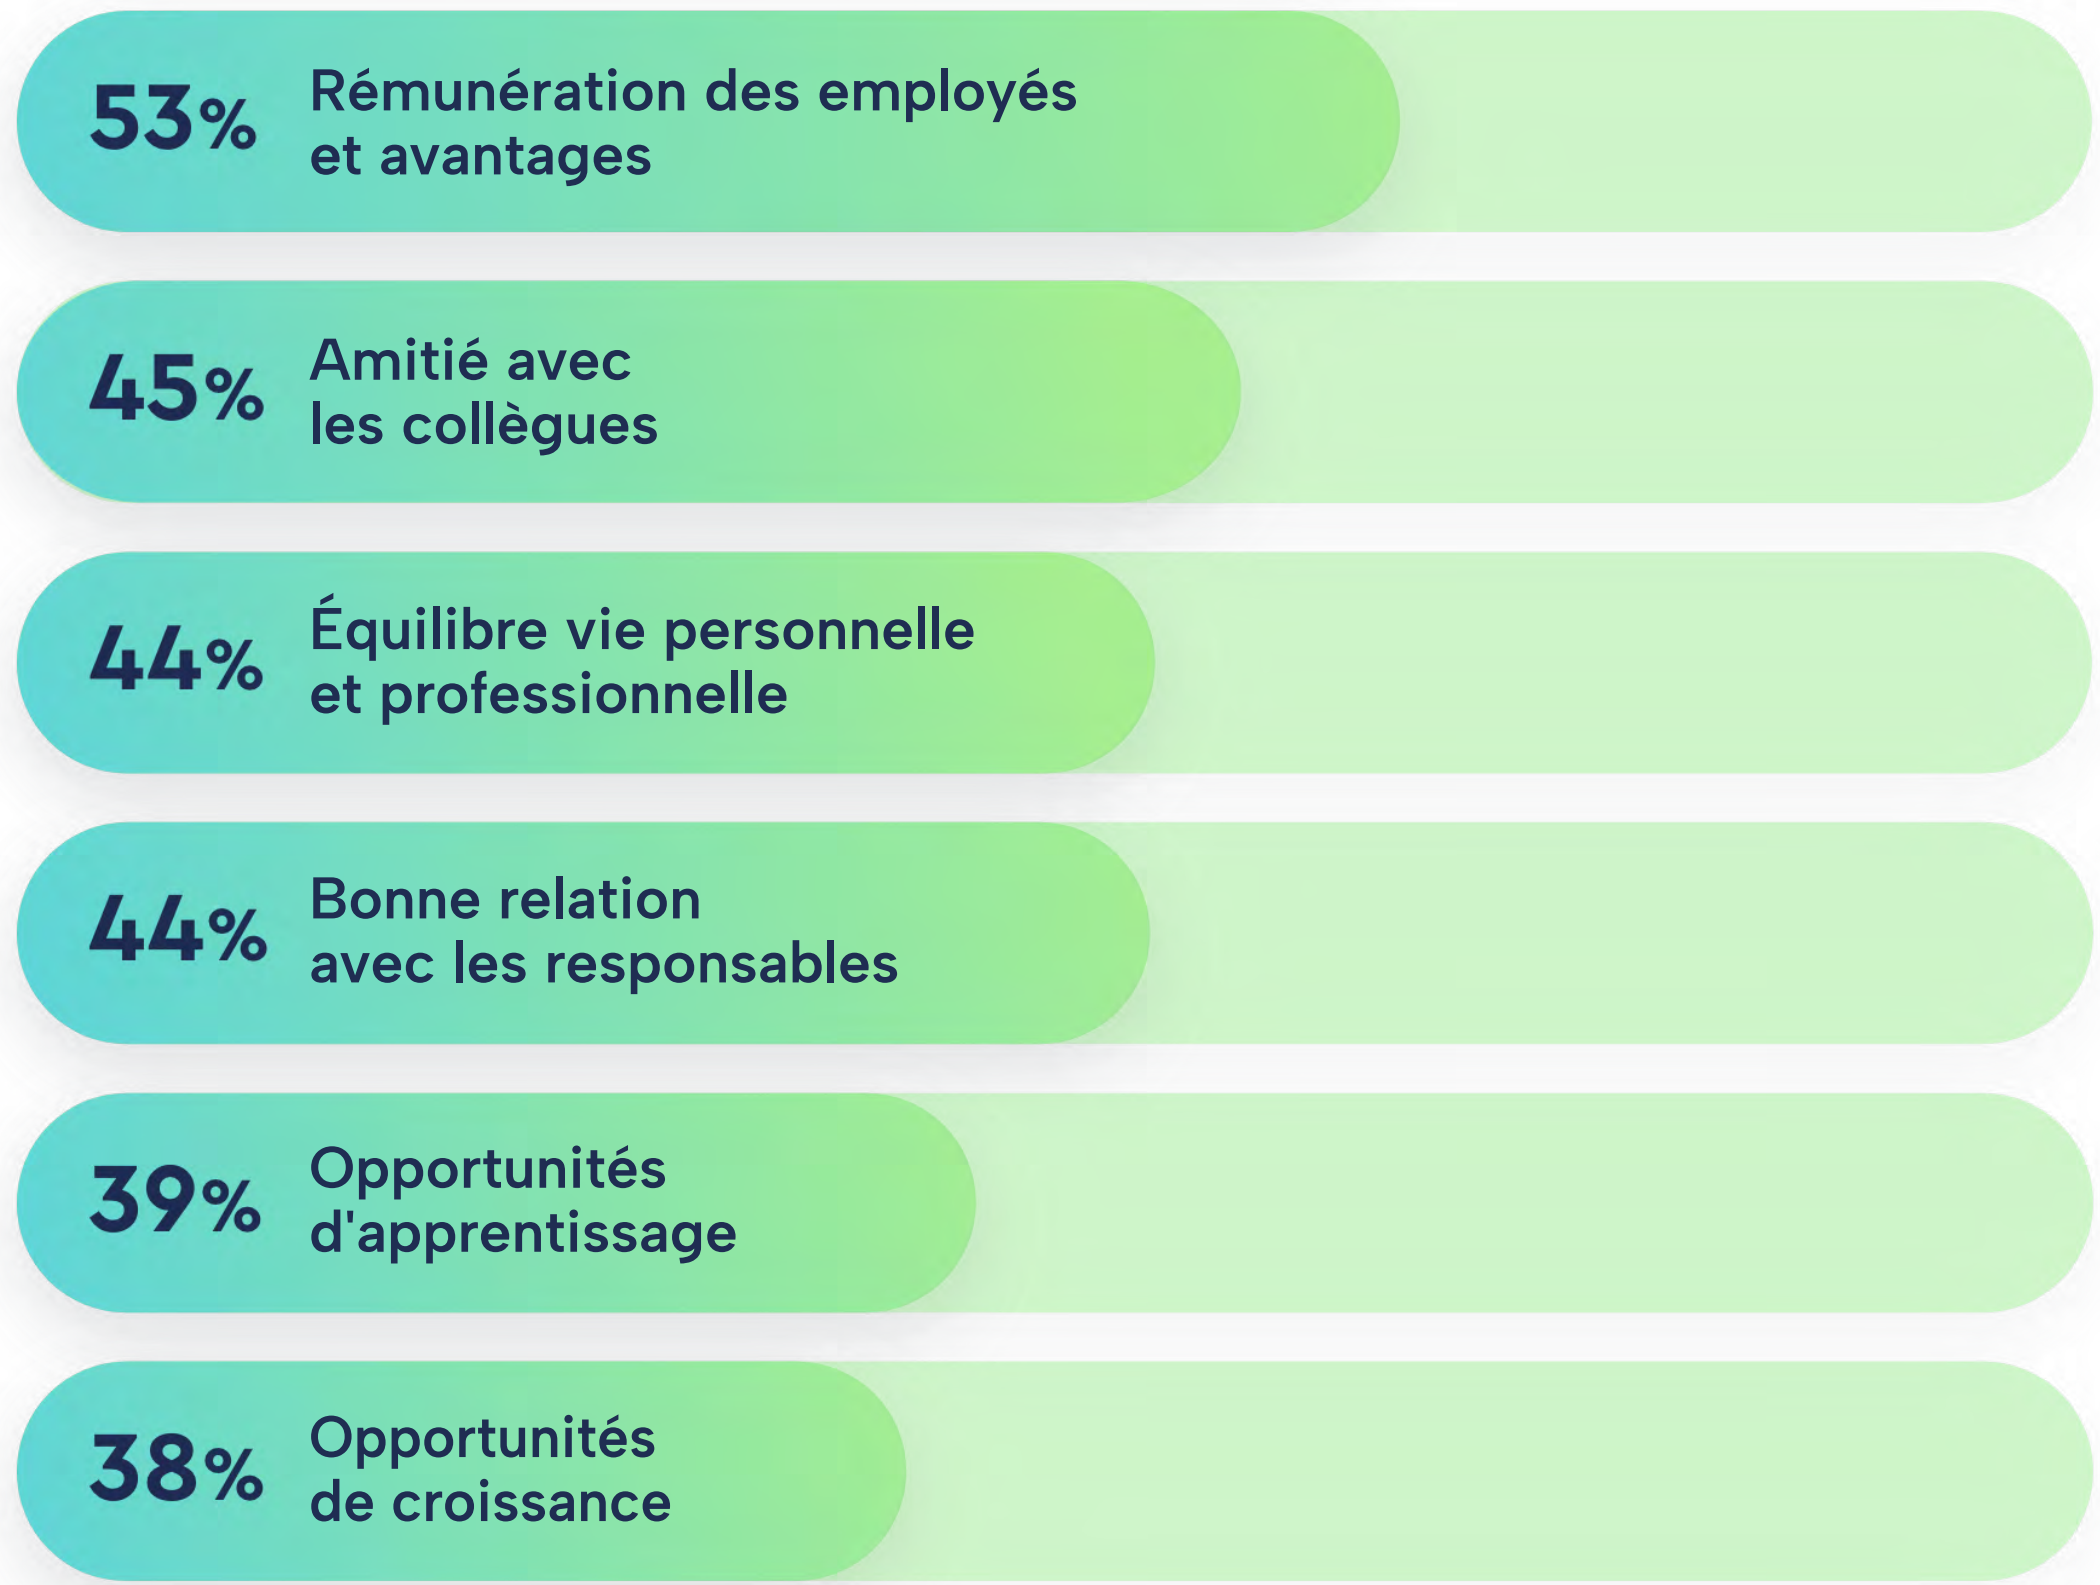 53%
Rémunération des employés
et avantages
45%
Amitié avec
les collègues
44%
Équilibre vie personnelle
et professionnelle
44%
Bonne relation
avec les responsables
39%
Opportunités
d'apprentissage
38%
Opportunités
de croissance